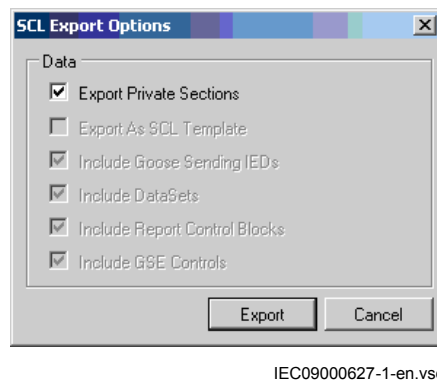 SCL Export Options
Data
Export Private Sections
Export As SCL Template
Include Goose Sending IEDs
Include DataSets
Include Report Control Blocks
Include GSE Controls
Export Cancel
IEC09000627-1-en.vs